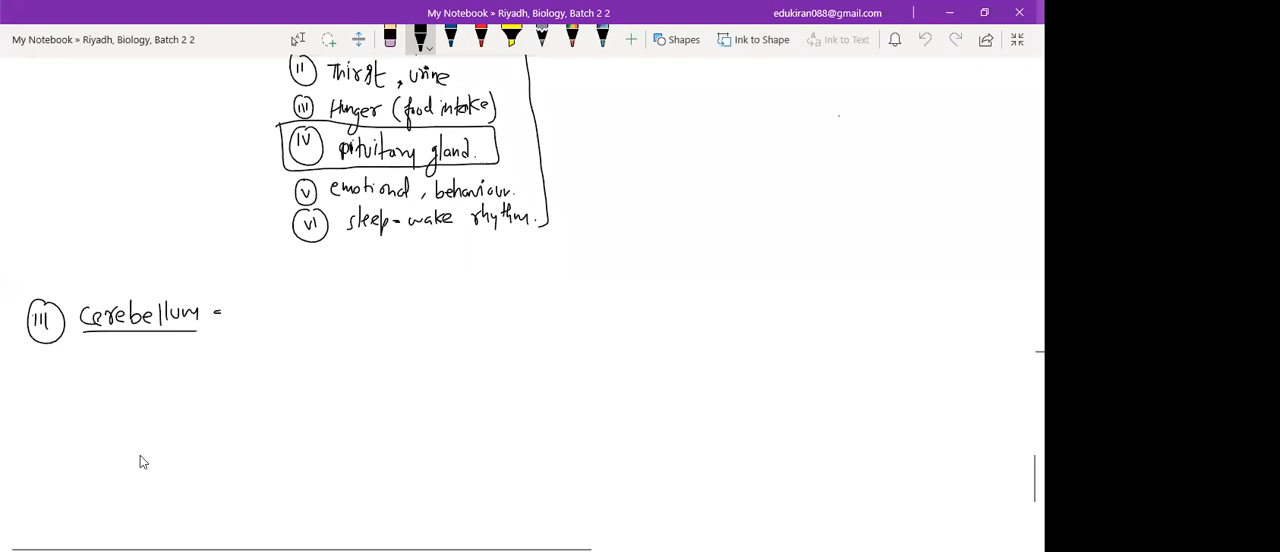 My Notebook » Riyadh, Biology, Batch 2 2
edukiran088@gmail.com
My Notebook » Riyadh, Biology, Batch 2 2
Shapes
Ink to Shape
Ink to Text
II Thirst, urine
III Hunger (food intake)
IV pituitary gland.
V emotional, behaviour.
VI sleep-wake rhythm.
III Cerebellum =